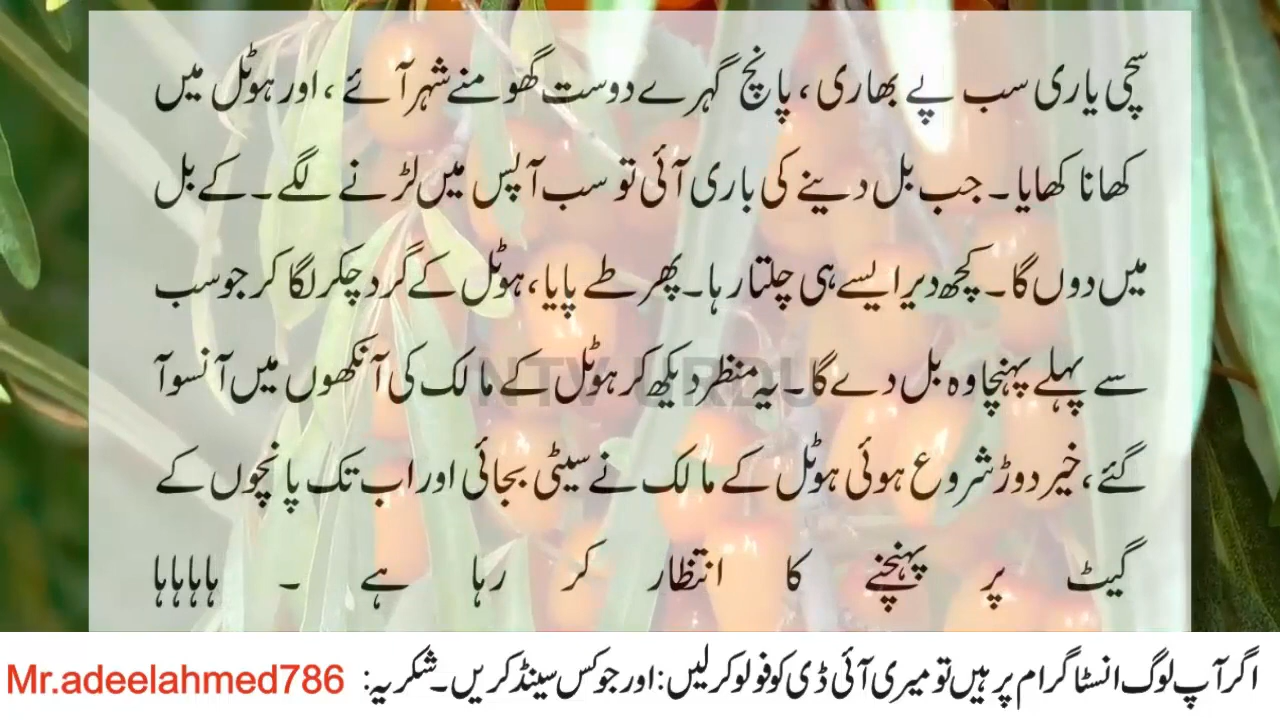 سچی یاری سب پے بھاری ، پانچ گہرے دوست گھومنے شہر آئے ، اور ہوٹل میں
کھانا کھایا ۔ جب بل دینے کی باری آئی تو سب آپس میں لڑنے لگے ۔ کے بل
میں دوں گا ۔ کچھ دیر ایسے ہی چلتا رہا ۔ پھر طے پایا ، ہوٹل کے گرد چکر لگا کر جو سب
سے پہلے پہنچا وہ بل دے گا ۔ یہ منظر دیکھ کر ہوٹل کے مالک کی آنکھوں میں آنسو آ
NTV URDU
گئے ، خیر دوڑ شروع ہوئی ہوٹل کے مالک نے سیٹی بجائی اور اب تک پانچوں کے
گیٹ پر پہنچنے کا انتظار کر رہا ہے ۔ ہاہاہاہا
اگر آپ لوگ انسٹاگرام پر ہیں تو میری آئی ڈی کو فولو کر لیں : اور جوکس سینڈ کریں ۔ شکریہ : Mr.adeelahmed786